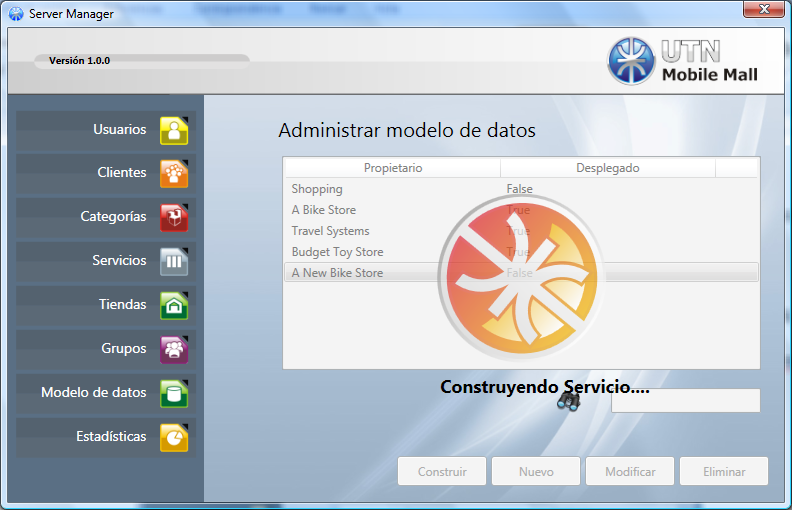 Server Manager
Versión 1.0.0
UTN
Mobile Mall
Usuarios
Clientes
Categorías
Servicios
Tiendas
Grupos
Modelo de datos
Estadísticas
Administrar modelo de datos
Propietario Desplegado
Shopping False
A Bike Store True
Travel Systems True
Budget Toy Store True
A New Bike Store False
Construyendo Servicio....
Construir Nuevo Modificar Eliminar